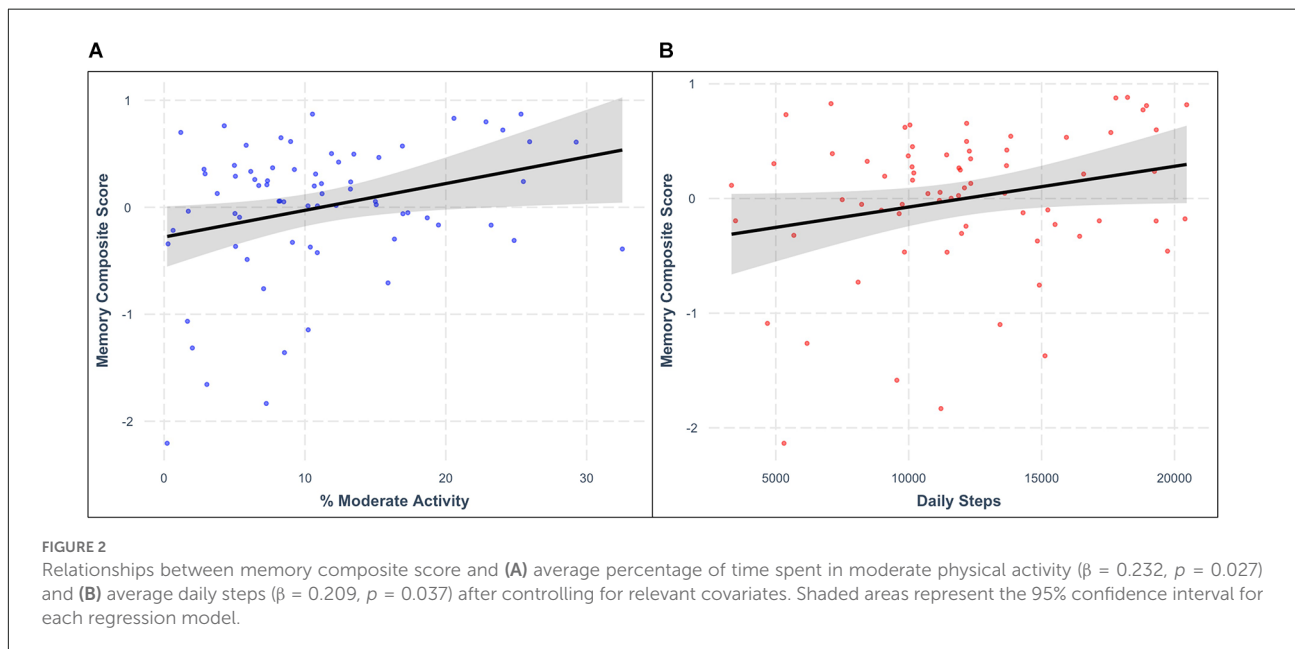 A
B
Memory Composite Score
1
0
-1
-2
0
10
20
30
% Moderate Activity
Memory Composite Score
1
0
-1
-2
5000
10000
15000
20000
Daily Steps
FIGURE 2
Relationships between memory composite score and (A) average percentage of time spent in moderate physical activity (β = 0.232, p = 0.027)
and (B) average daily steps (β = 0.209, p = 0.037) after controlling for relevant covariates. Shaded areas represent the 95% confidence interval for
each regression model.